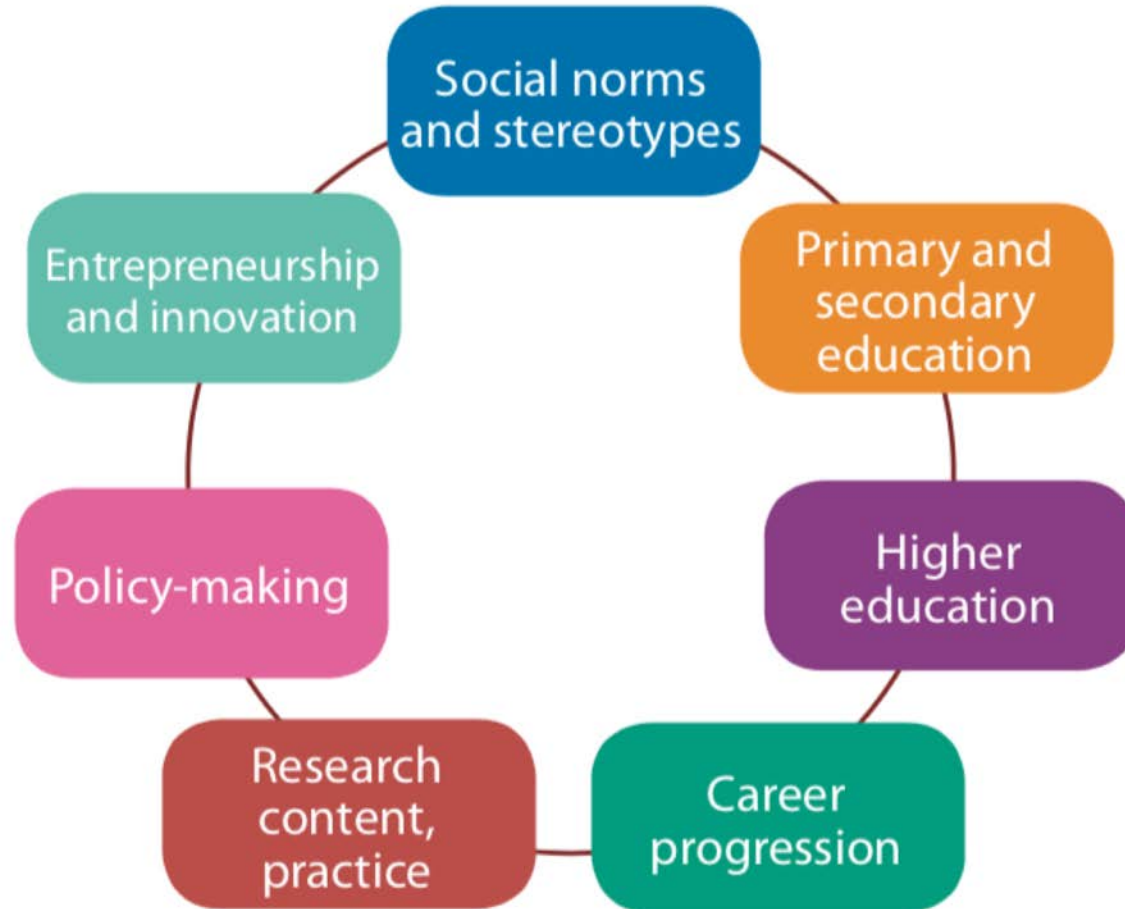 Social norms
and stereotypes
Primary and
secondary
education
Higher
education
Career
progression
Research
content,
practice
Policy-making
Entrepreneurship
and innovation